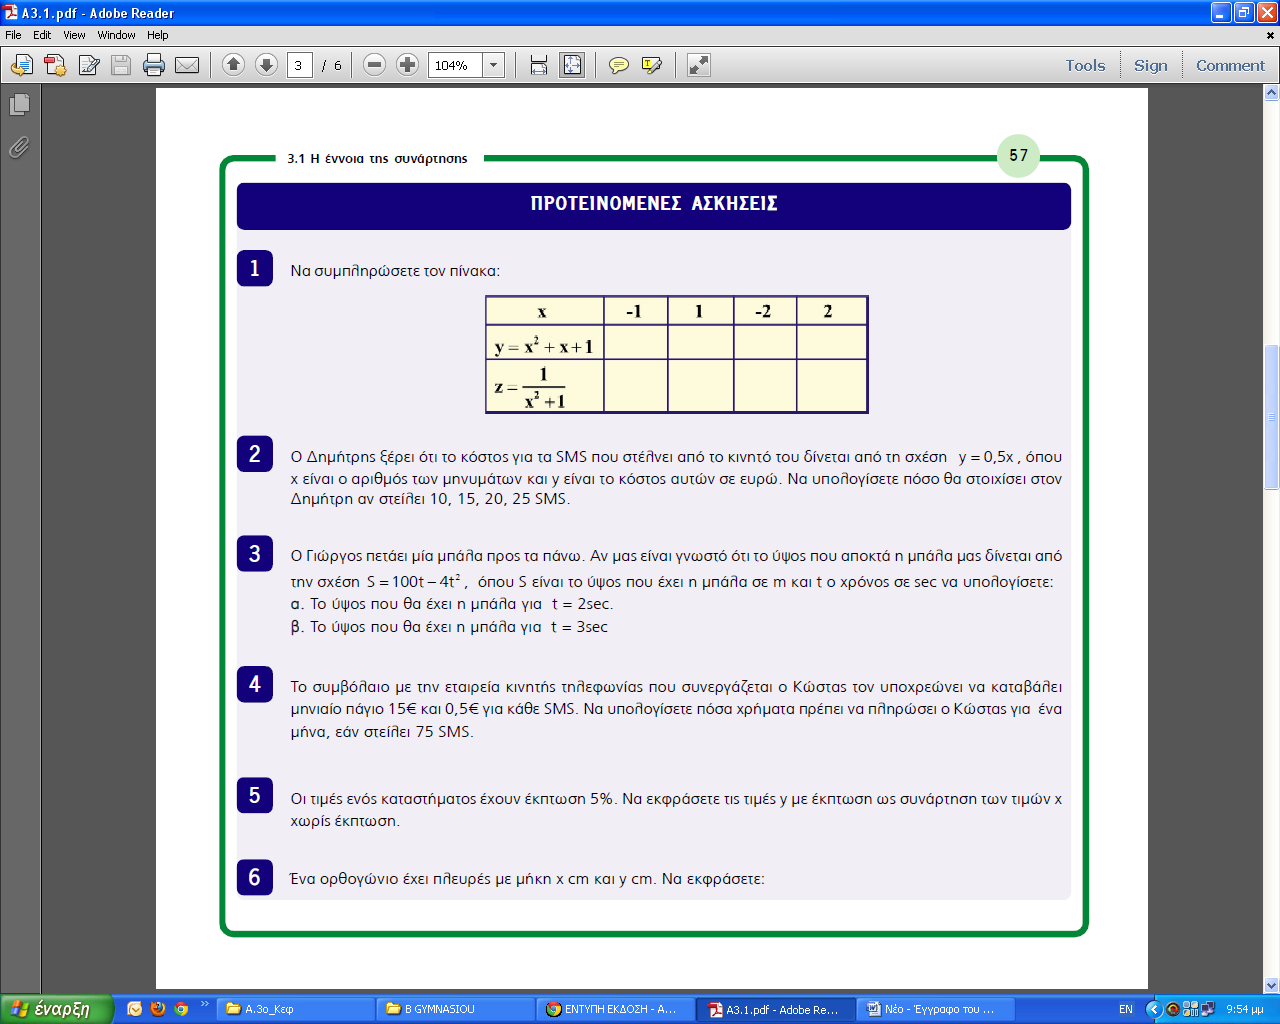 A3.1.pdf - Adobe Reader
File Edit View Window Help
3 / 6 104% Tools Sign Comment
3.1 Η έννοια της συνάρτησης 57
ΠΡΟΤΕΙΝΟΜΕΝΕΣ ΑΣΚΗΣΕΙΣ
1 Να συμπληρώσετε τον πίνακα:
x -1 1 -2 2
y = x² + x + 1
z = 1 / (x² + 1)
2 Ο Δημήτρης ξέρει ότι το κόστος για τα SMS που στέλνει από το κινητό του δίνεται από τη σχέση y = 0,5x , όπου
x είναι ο αριθμός των μηνυμάτων και y είναι το κόστος αυτών σε ευρώ. Να υπολογίσετε πόσο θα στοιχίσει στον
Δημήτρη αν στείλει 10, 15, 20, 25 SMS.
3 Ο Γιώργος πετάει μία μπάλα προς τα πάνω. Αν μας είναι γνωστό ότι το ύψος που αποκτά η μπάλα μας δίνεται από
την σχέση S = 100t – 4t² , όπου S είναι το ύψος που έχει η μπάλα σε m και t ο χρόνος σε sec να υπολογίσετε:
α. Το ύψος που θα έχει η μπάλα για t = 2sec.
β. Το ύψος που θα έχει η μπάλα για t = 3sec
4 Το συμβόλαιο με την εταιρεία κινητής τηλεφωνίας που συνεργάζεται ο Κώστας τον υποχρεώνει να καταβάλει
μηνιαίο πάγιο 15€ και 0,5€ για κάθε SMS. Να υπολογίσετε πόσα χρήματα πρέπει να πληρώσει ο Κώστας για ένα
μήνα, εάν στείλει 75 SMS.
5 Οι τιμές ενός καταστήματος έχουν έκπτωση 5%. Να εκφράσετε τις τιμές y με έκπτωση ως συνάρτηση των τιμών x
χωρίς έκπτωση.
6 Ένα ορθογώνιο έχει πλευρές με μήκη x cm και y cm. Να εκφράσετε:
έναρξη A.3o_Κεφ B GYMNASIOU ΕΝΤΥΠΗ ΕΚΔΟΣΗ - Α... A3.1.pdf - Adobe Re... Νέο - Έγγραφο του ... EN 9:54 μμ